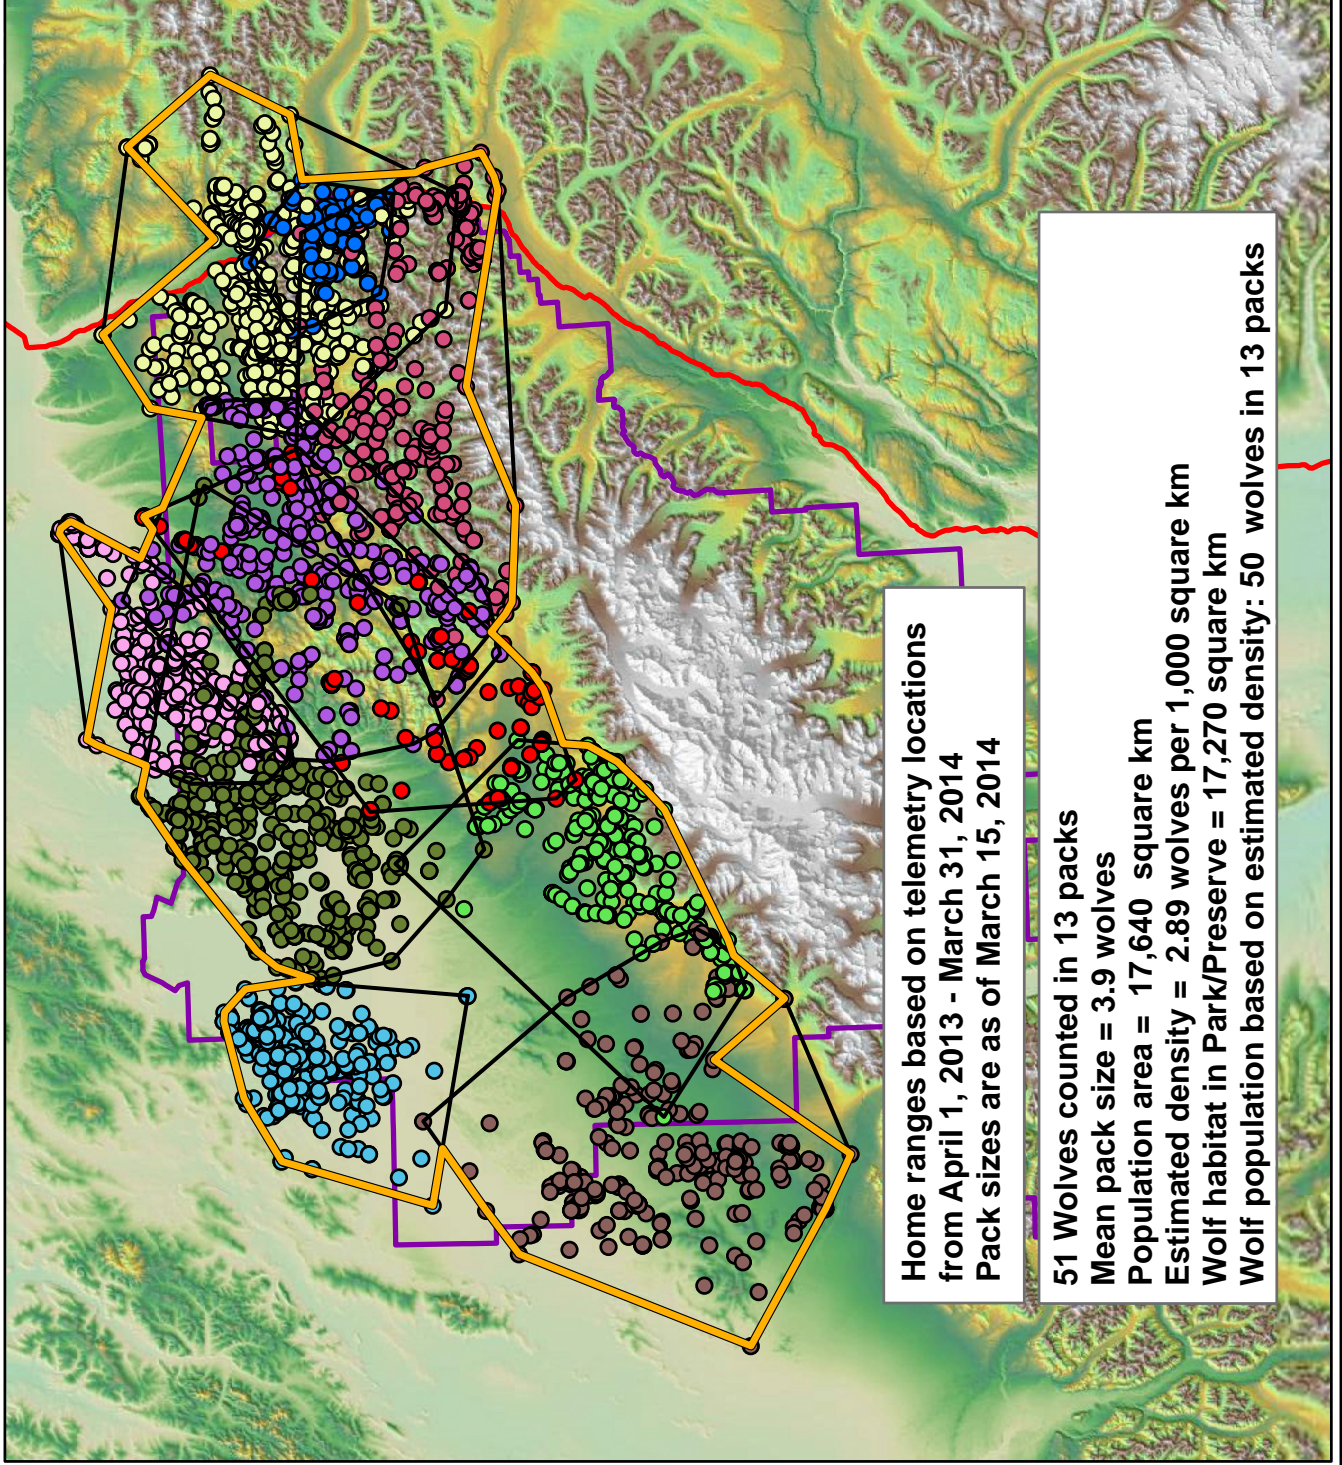 Home ranges based on telemetry locations
from April 1, 2013 - March 31, 2014
Pack sizes are as of March 15, 2014
51 Wolves counted in 13 packs
Mean pack size = 3.9 wolves
Population area = 17,640 square km
Estimated density = 2.89 wolves per 1,000 square km
Wolf habitat in Park/Preserve = 17,270 square km
Wolf population based on estimated density: 50 wolves in 13 packs